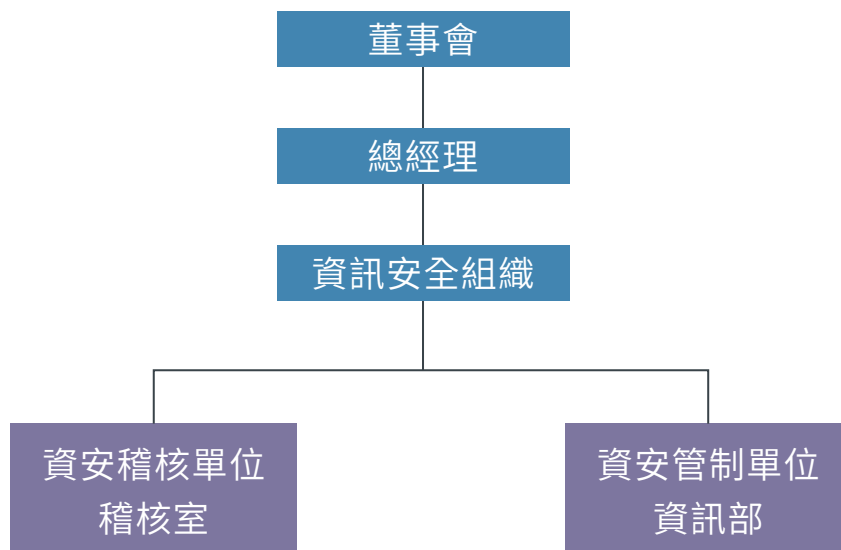 董事會
總經理
資訊安全組織
資安稽核單位
稽核室
資安管制單位
資訊部